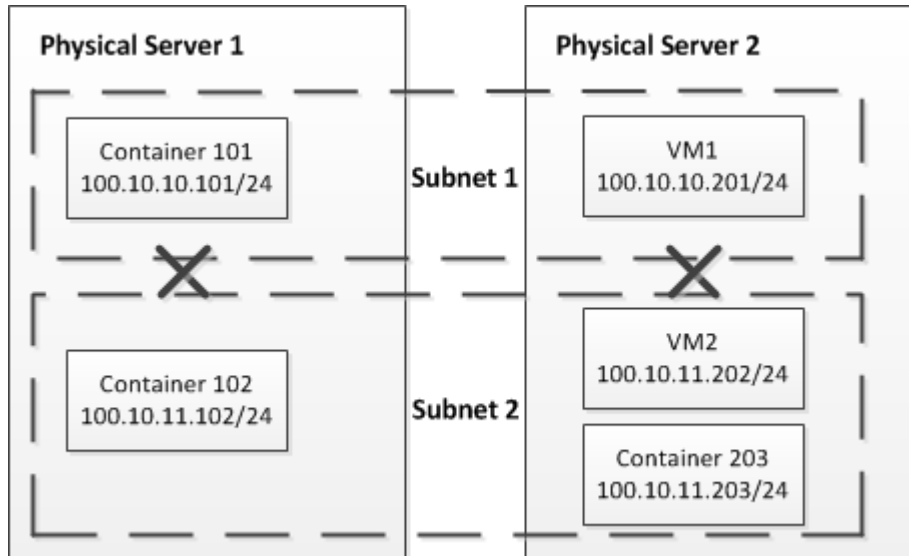 Physical Server 1
Physical Server 2
Container 101
100.10.10.101/24
Subnet 1
VM1
100.10.10.201/24
Container 102
100.10.11.102/24
Subnet 2
VM2
100.10.11.202/24
Container 203
100.10.11.203/24